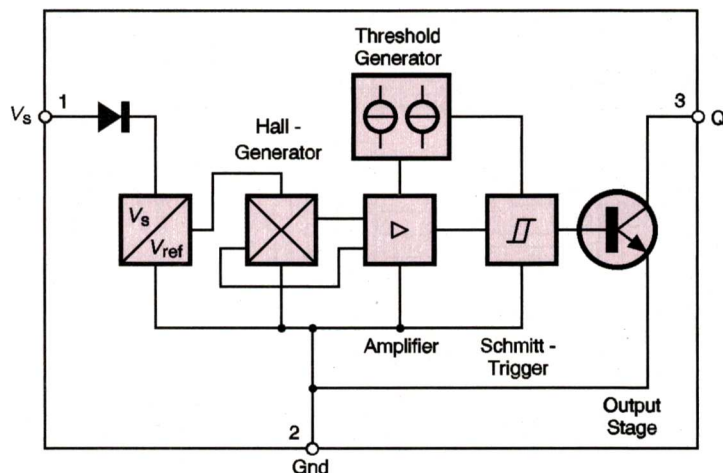 Threshold
Generator
1
3
Vs
Q
Hall -
Generator
Vs
Vref
Amplifier
Schmitt -
Trigger
Output
Stage
2
Gnd